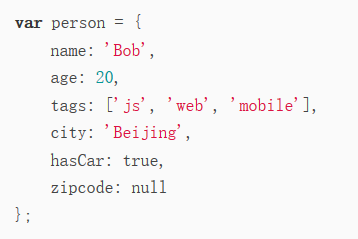 var person = {
    name: 'Bob',
    age: 20,
    tags: ['js', 'web', 'mobile'],
    city: 'Beijing',
    hasCar: true,
    zipcode: null
};